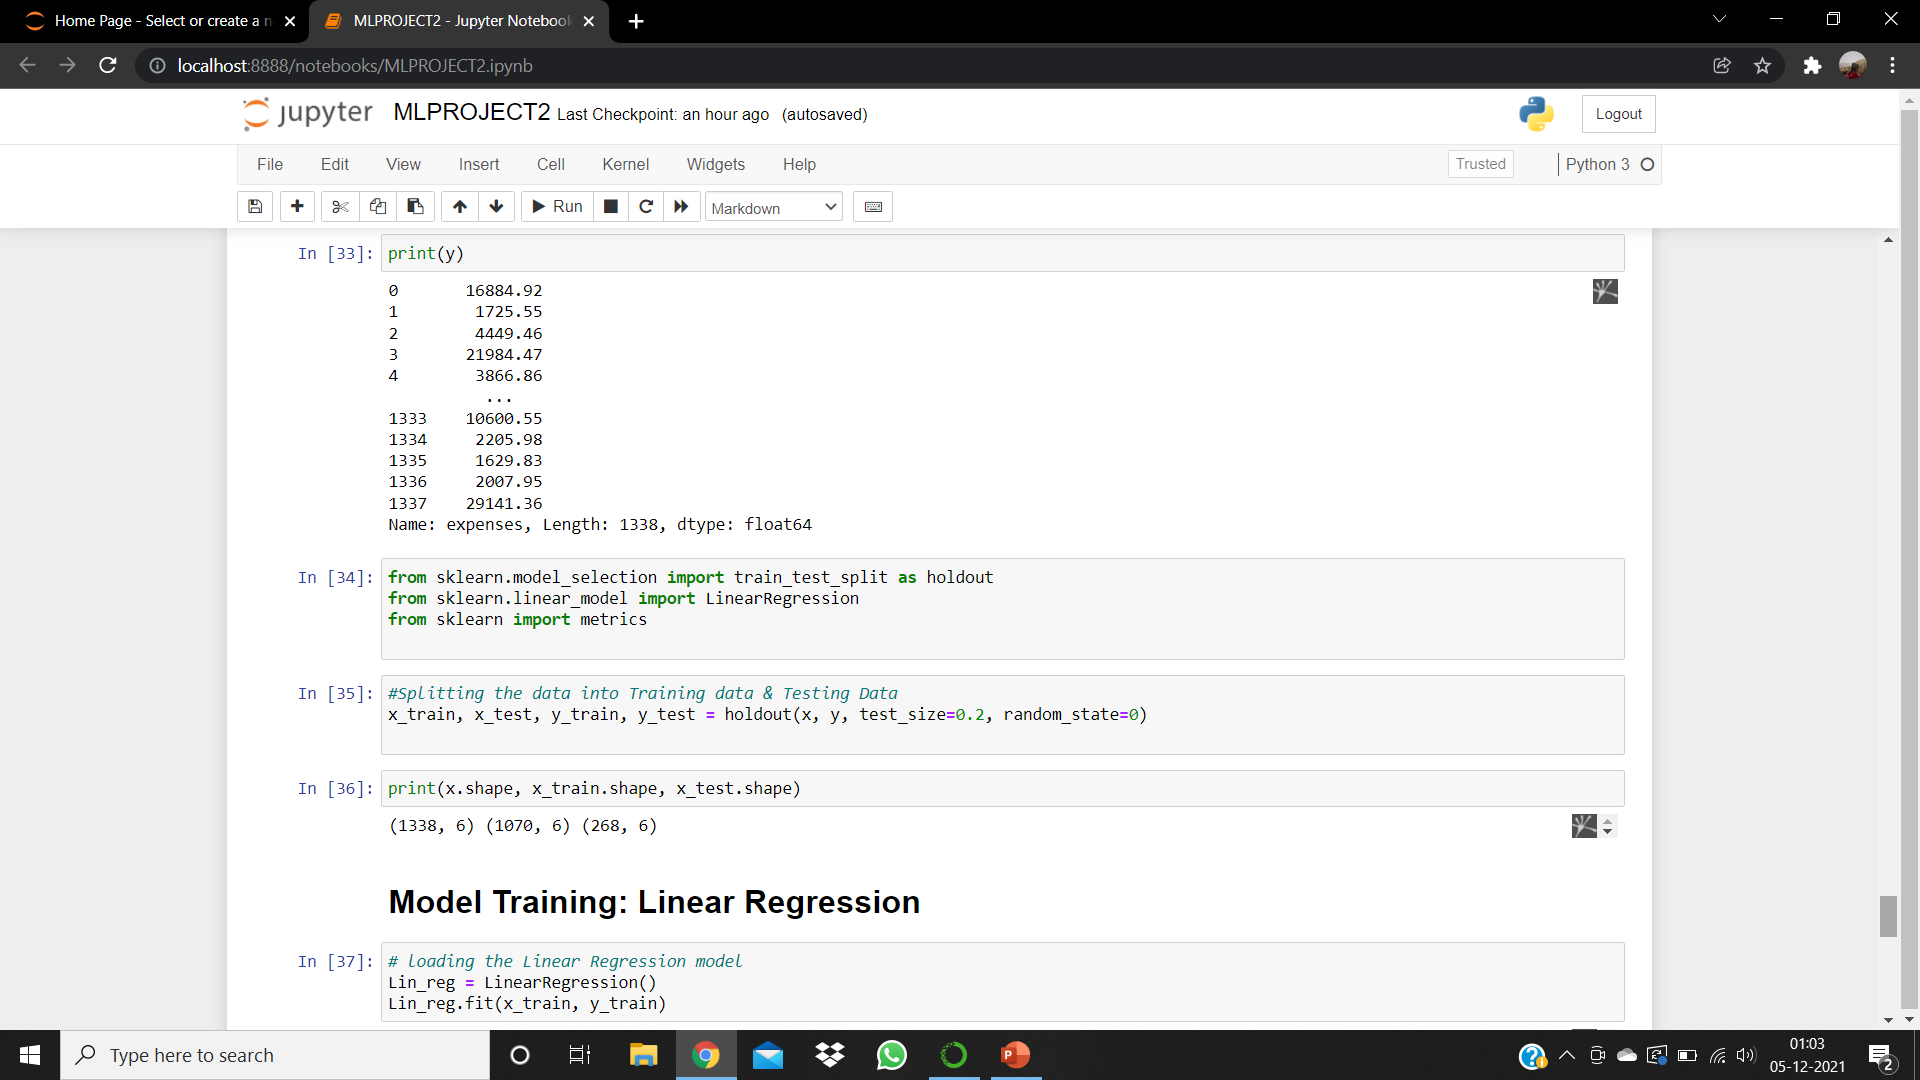 Home Page - Select or create a n
MLPROJECT2 - Jupyter Notebook
localhost:8888/notebooks/MLPROJECT2.ipynb
jupyter MLPROJECT2 Last Checkpoint: an hour ago (autosaved)
Logout
File Edit View Insert Cell Kernel Widgets Help
Trusted
Python 3
Run
Markdown
In [33]: print(y)
0 16884.92
1 1725.55
2 4449.46
3 21984.47
4 3866.86
...
1333 10600.55
1334 2205.98
1335 1629.83
1336 2007.95
1337 29141.36
Name: expenses, Length: 1338, dtype: float64
In [34]: from sklearn.model_selection import train_test_split as holdout
from sklearn.linear_model import LinearRegression
from sklearn import metrics
In [35]: #Splitting the data into Training data & Testing Data
x_train, x_test, y_train, y_test = holdout(x, y, test_size=0.2, random_state=0)
In [36]: print(x.shape, x_train.shape, x_test.shape)
(1338, 6) (1070, 6) (268, 6)
Model Training: Linear Regression
In [37]: # loading the Linear Regression model
Lin_reg = LinearRegression()
Lin_reg.fit(x_train, y_train)
Type here to search
P
01:03
05-12-2021
2